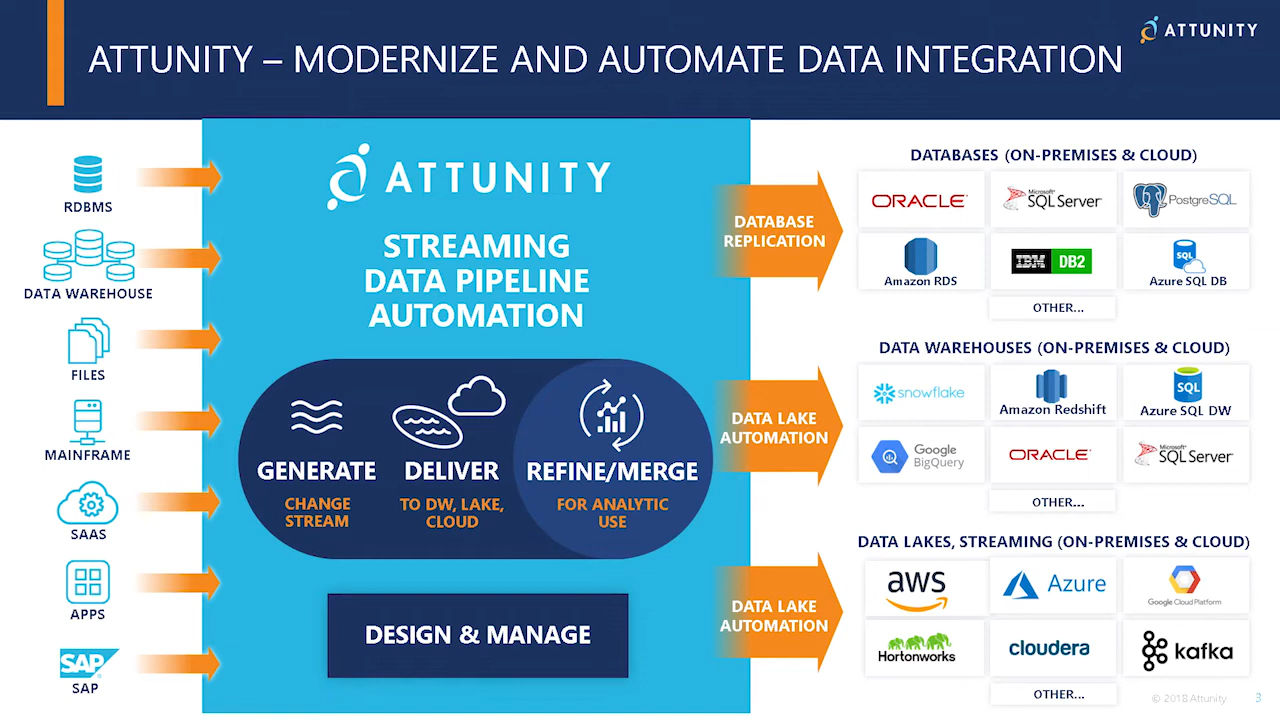 ATTUNITY – MODERNIZE AND AUTOMATE DATA INTEGRATION
ATTUNITY
RDBMS
DATA WAREHOUSE
FILES
MAINFRAME
SAAS
APPS
SAP
SAP
ATTUNITY
STREAMING
DATA PIPELINE
AUTOMATION
GENERATE
CHANGE
STREAM
DELIVER
TO DW, LAKE,
CLOUD
REFINE/MERGE
FOR ANALYTIC
USE
DESIGN & MANAGE
DATABASE
REPLICATION
DATA LAKE
AUTOMATION
DATA LAKE
AUTOMATION
DATABASES (ON-PREMISES & CLOUD)
ORACLE
Microsoft
SQL Server
PostgreSQL
Amazon RDS
IBM DB2
SQL
Azure SQL DB
OTHER...
DATA WAREHOUSES (ON-PREMISES & CLOUD)
snowflake
Amazon Redshift
SQL
Azure SQL DW
Google
BigQuery
ORACLE
Microsoft
SQL Server
OTHER...
DATA LAKES, STREAMING (ON-PREMISES & CLOUD)
aws
Azure
Google Cloud Platform
Hortonworks
cloudera
kafka
OTHER...
© 2018 Attunity
3